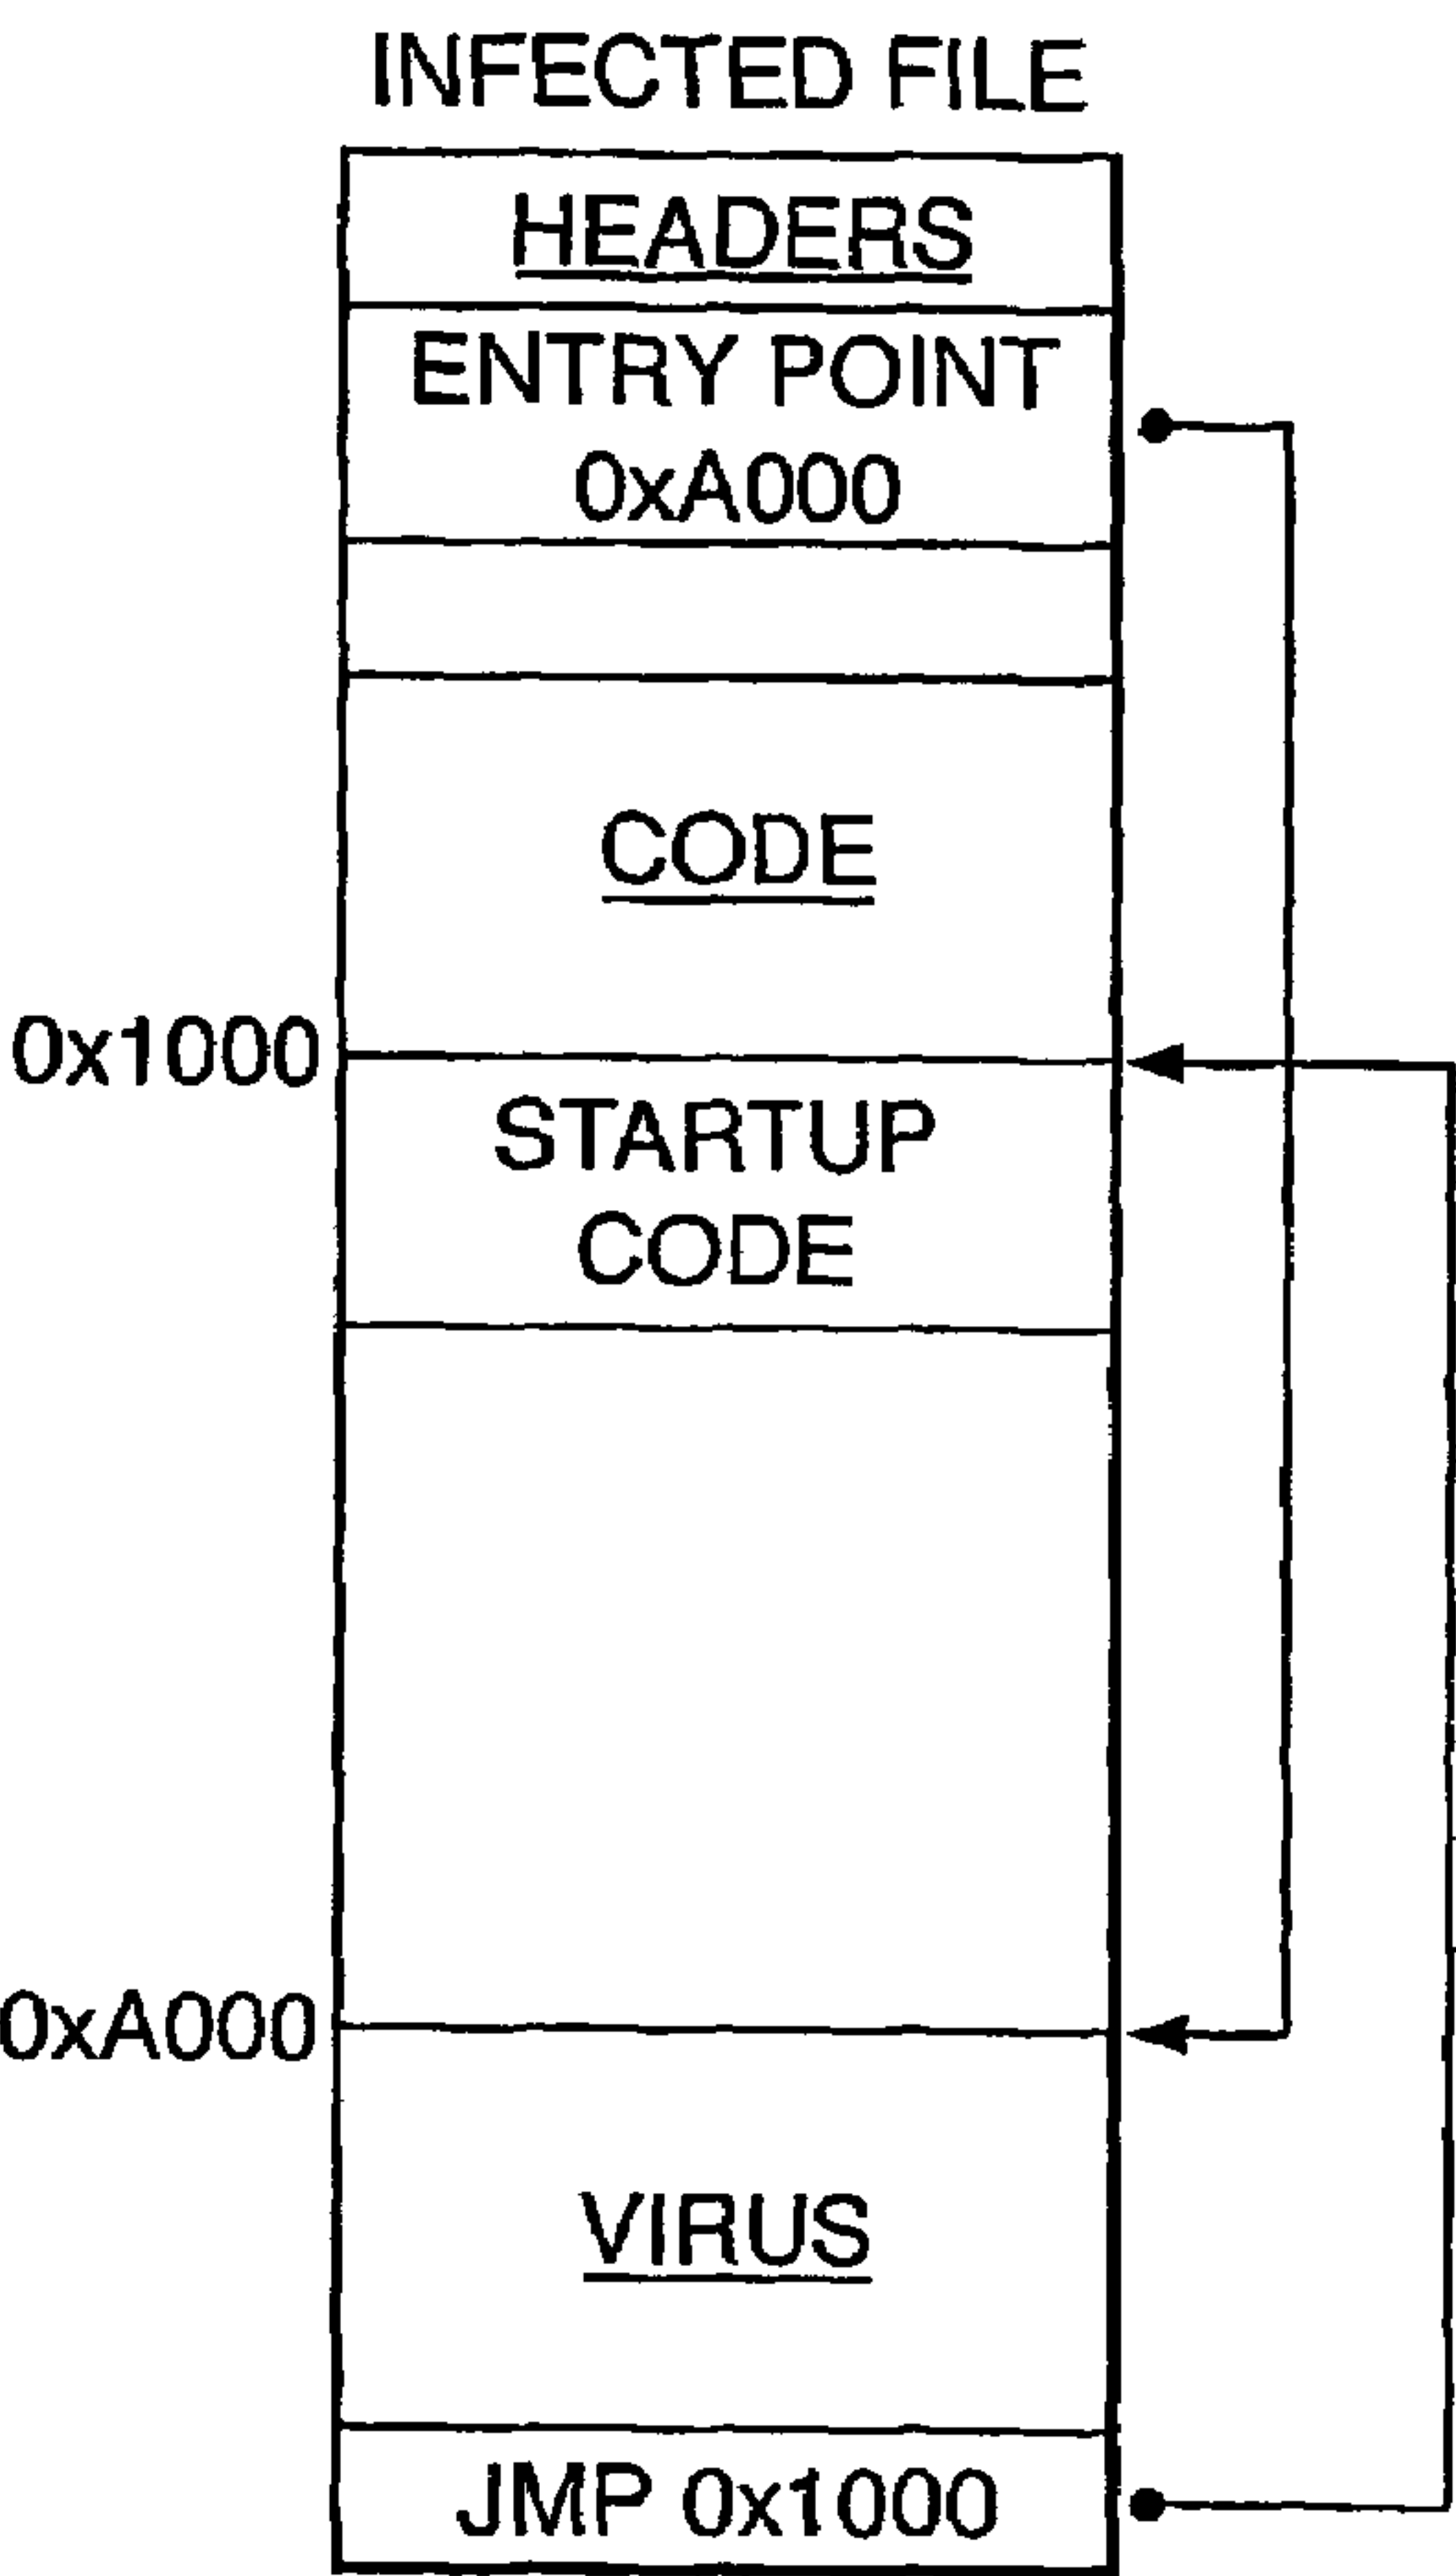 INFECTED FILE
HEADERS
ENTRY POINT
0xA000
CODE
0x1000
STARTUP
CODE
0xA000
VIRUS
JMP 0x1000